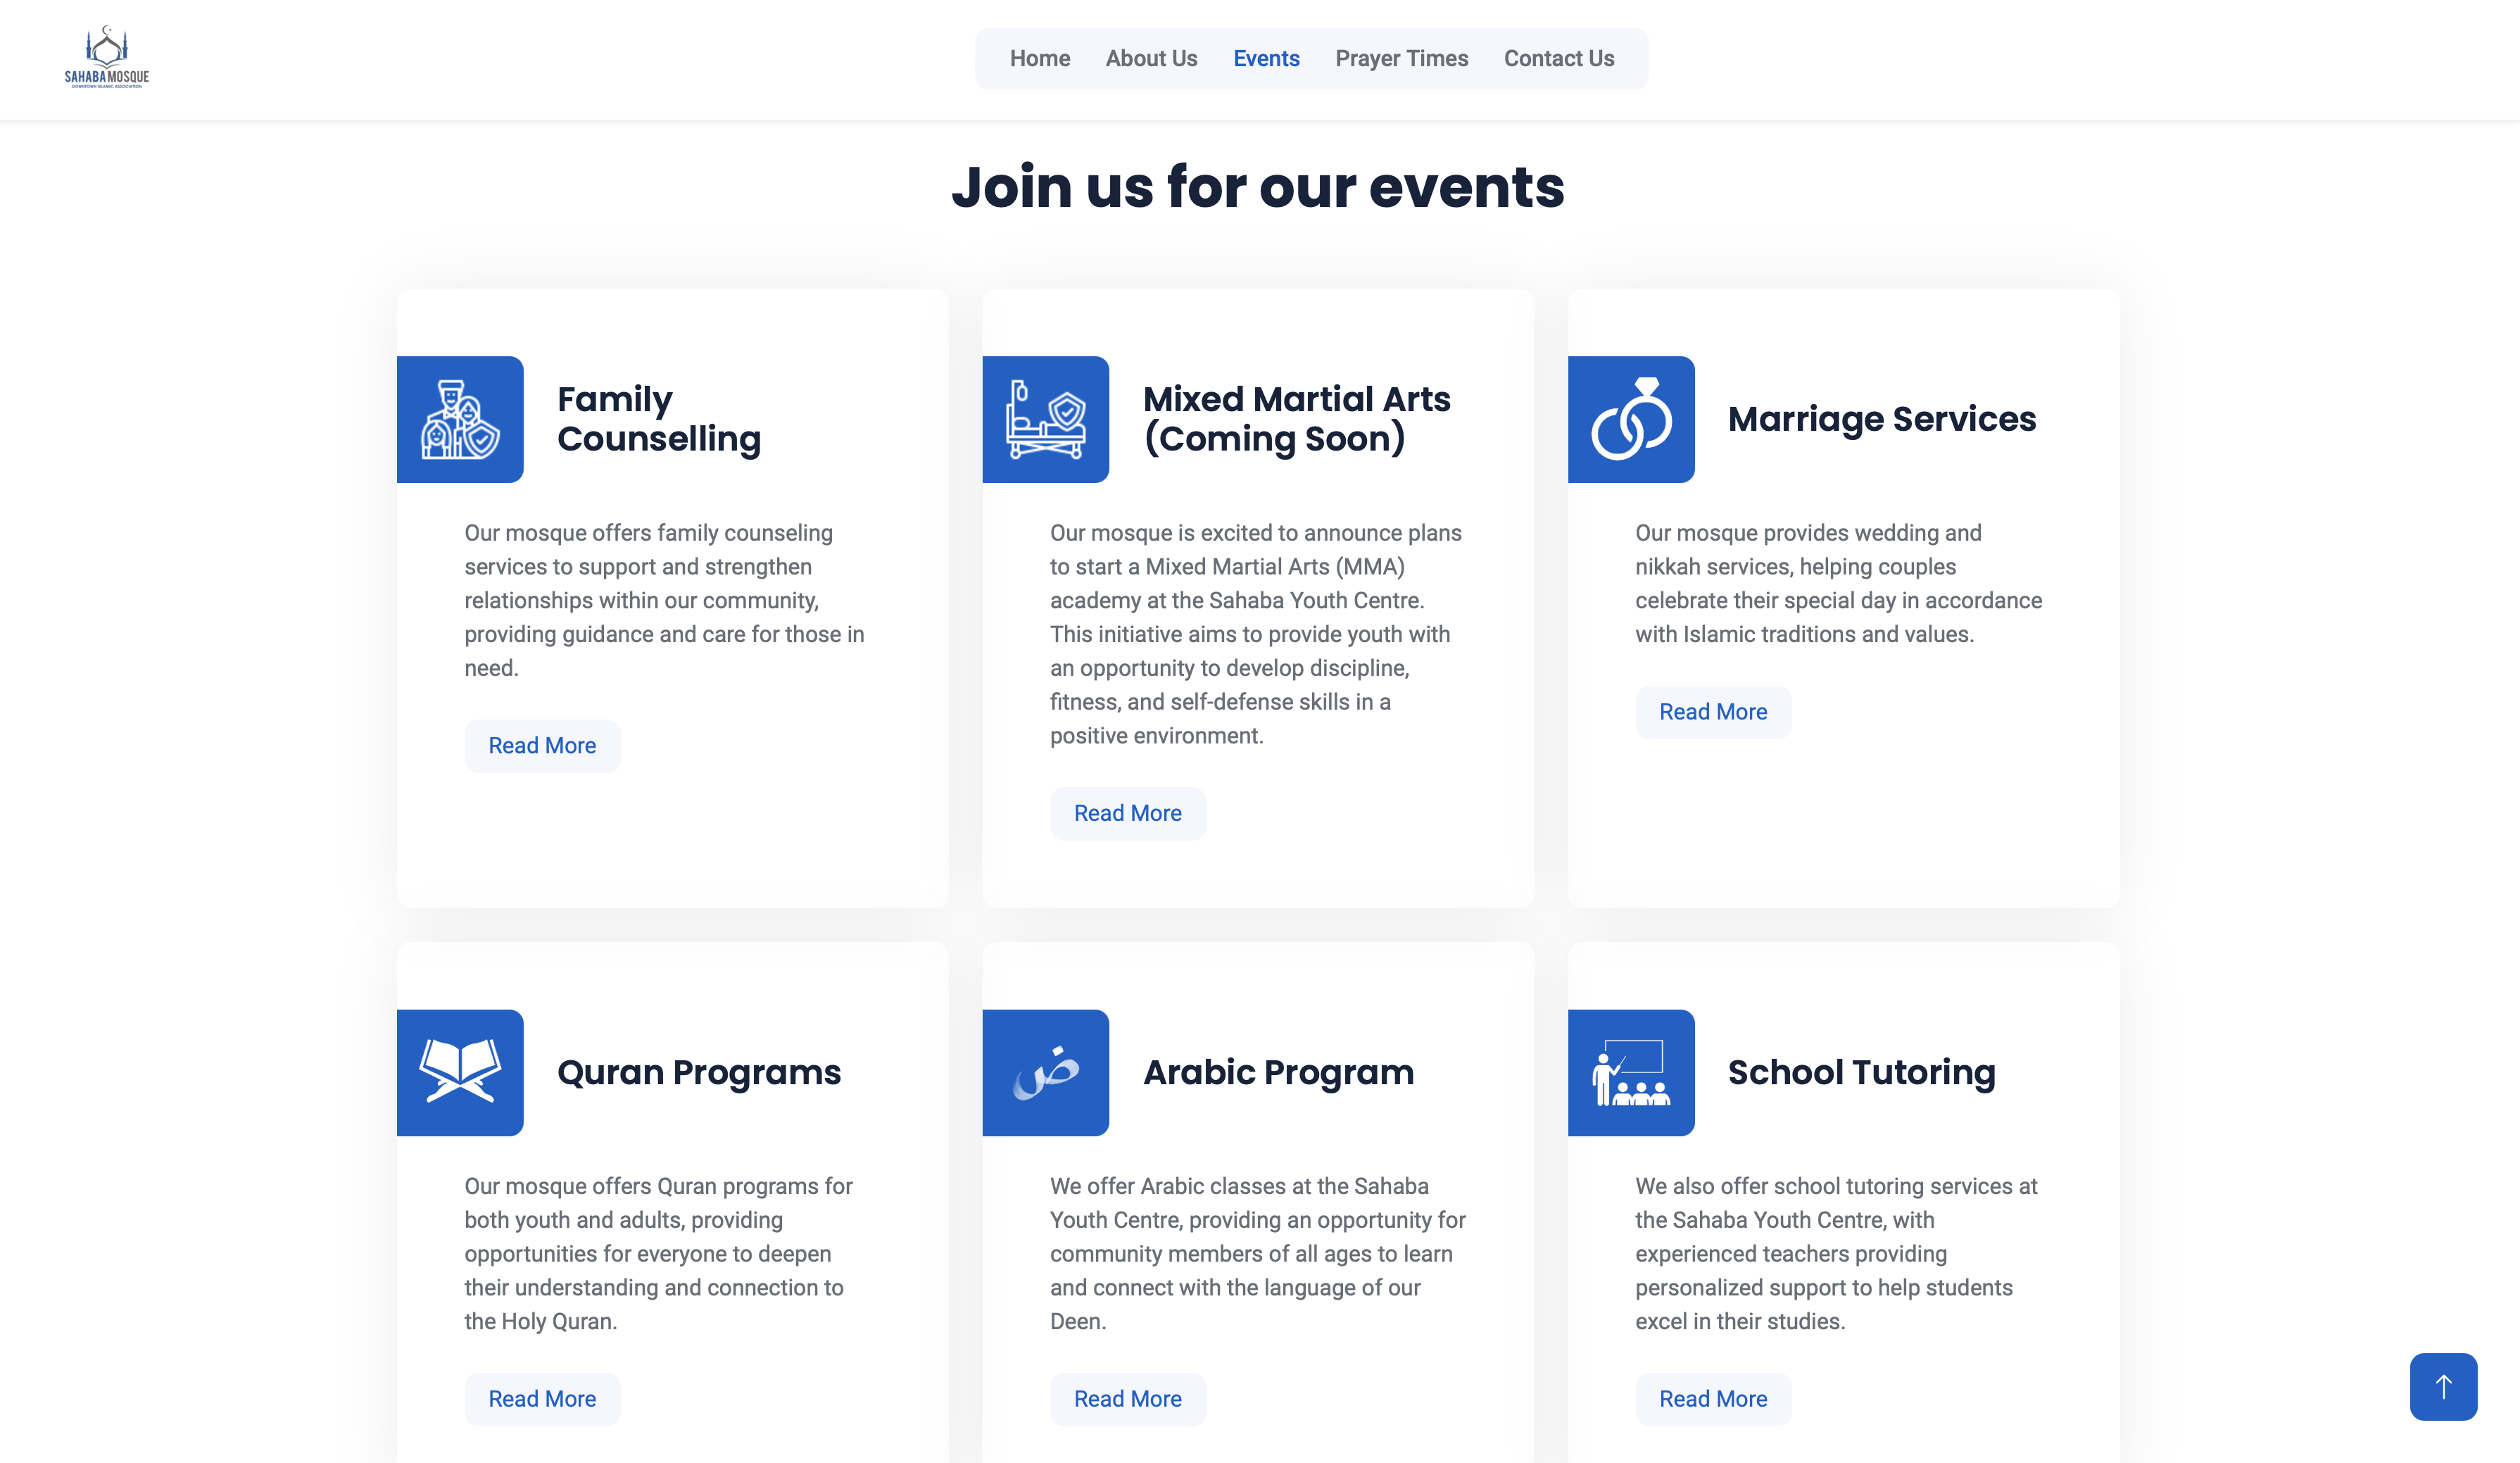 SAHABA MOSQUE
DOWNTOWN ISLAMIC ASSOCIATION
Home About Us Events Prayer Times Contact Us
Join us for our events
Family
Counselling
Our mosque offers family counseling
services to support and strengthen
relationships within our community,
providing guidance and care for those in
need.
Read More
Mixed Martial Arts
(Coming Soon)
Our mosque is excited to announce plans
to start a Mixed Martial Arts (MMA)
academy at the Sahaba Youth Centre.
This initiative aims to provide youth with
an opportunity to develop discipline,
fitness, and self-defense skills in a
positive environment.
Read More
Marriage Services
Our mosque provides wedding and
nikkah services, helping couples
celebrate their special day in accordance
with Islamic traditions and values.
Read More
Quran Programs
Our mosque offers Quran programs for
both youth and adults, providing
opportunities for everyone to deepen
their understanding and connection to
the Holy Quran.
Read More
ض
Arabic Program
We offer Arabic classes at the Sahaba
Youth Centre, providing an opportunity for
community members of all ages to learn
and connect with the language of our
Deen.
Read More
School Tutoring
We also offer school tutoring services at
the Sahaba Youth Centre, with
experienced teachers providing
personalized support to help students
excel in their studies.
Read More